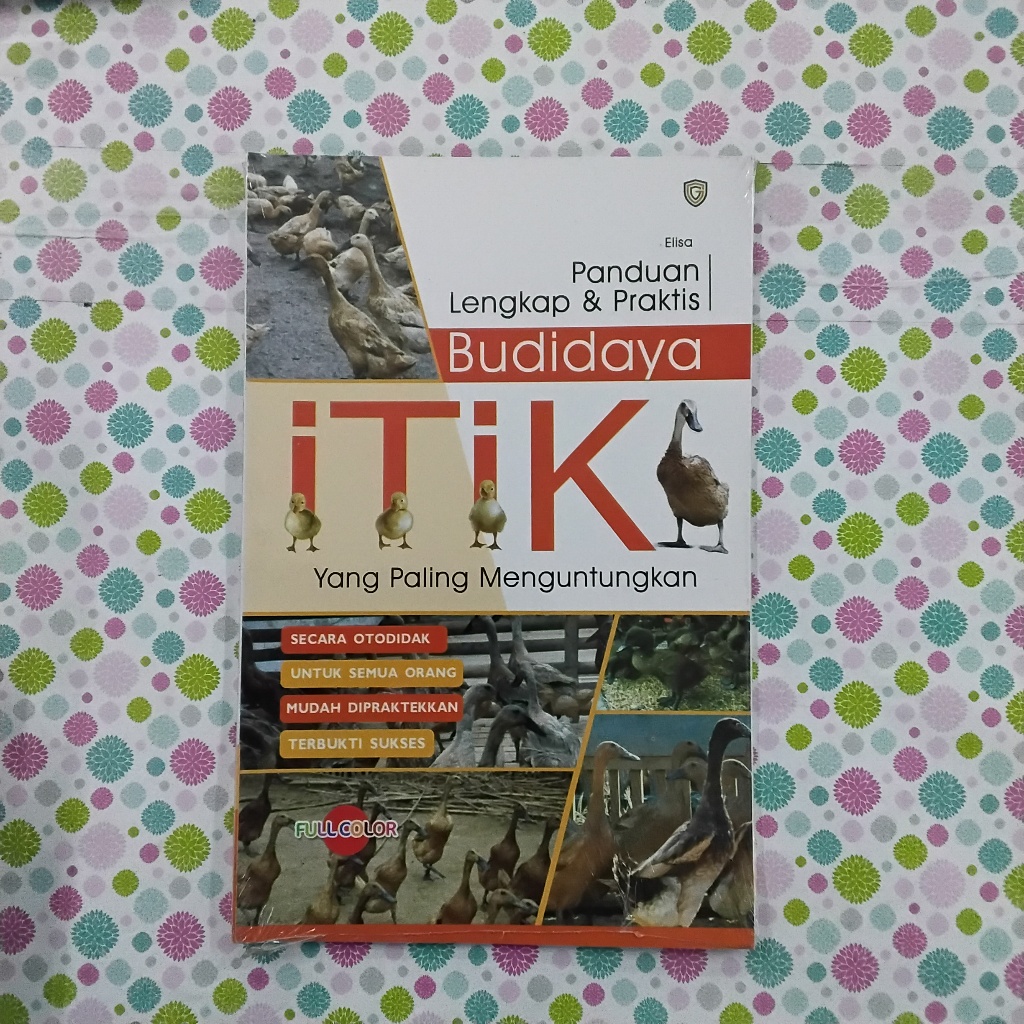 Elisa
Panduan
Lengkap & Praktis
Budidaya
iTiK
Yang Paling Menguntungkan
SECARA OTODIDAK
UNTUK SEMUA ORANG
MUDAH DIPRAKTEKKAN
TERBUKTI SUKSES
FULL COLOR